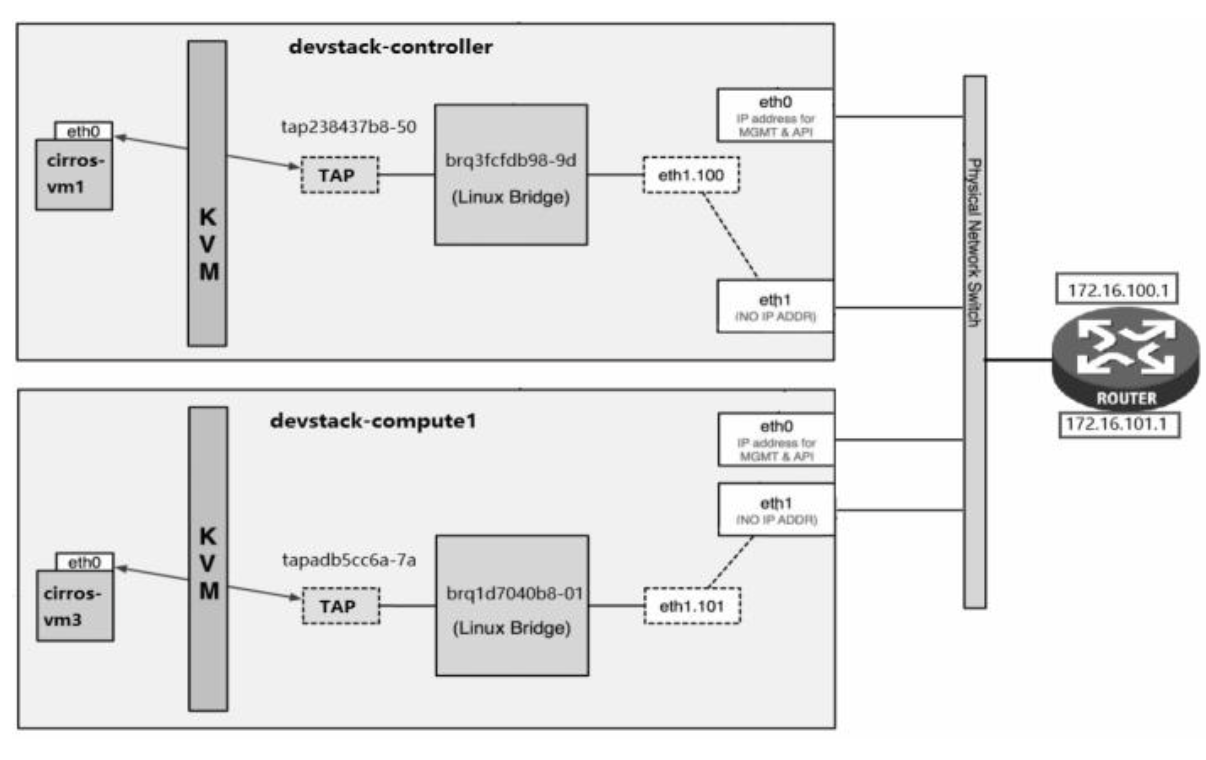 devstack-controller
eth0
cirros-
vm1
KVM
tap238437b8-50
TAP
brq3fcfdb98-9d
(Linux Bridge)
eth1.100
eth0
IP address for
MGMT & API
eth1
(NO IP ADDR)
devstack-compute1
eth0
cirros-
vm3
KVM
tapadb5cc6a-7a
TAP
brq1d7040b8-01
(Linux Bridge)
eth1.101
eth0
IP address for
MGMT & API
eth1
(NO IP ADDR)
Physical Network Switch
172.16.100.1
ROUTER
172.16.101.1